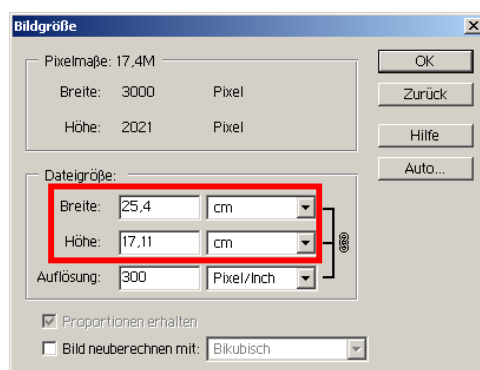 Bildgröße
Pixelmaße: 17,4M
Breite: 3000 Pixel
Höhe: 2021 Pixel
Dateigröße:
Breite: 25,4 cm
Höhe: 17,11 cm
Auflösung: 300 Pixel/Inch
Proportionen erhalten
Bild neuberechnen mit: Bikubisch
OK
Zurück
Hilfe
Auto...